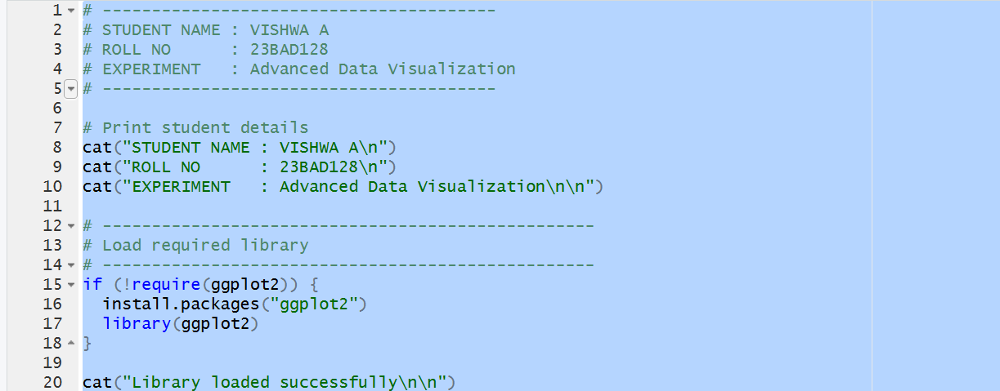 1 # ----------------------------------------
2 # STUDENT NAME : VISHWA A
3 # ROLL NO      : 23BAD128
4 # EXPERIMENT   : Advanced Data Visualization
5 # ----------------------------------------
6
7 # Print student details
8 cat("STUDENT NAME : VISHWA A\n")
9 cat("ROLL NO      : 23BAD128\n")
10 cat("EXPERIMENT   : Advanced Data Visualization\n\n")
11
12 # --------------------------------------------------
13 # Load required library
14 # --------------------------------------------------
15 if (!require(ggplot2)) {
16   install.packages("ggplot2")
17   library(ggplot2)
18 }
19
20 cat("Library loaded successfully\n\n")